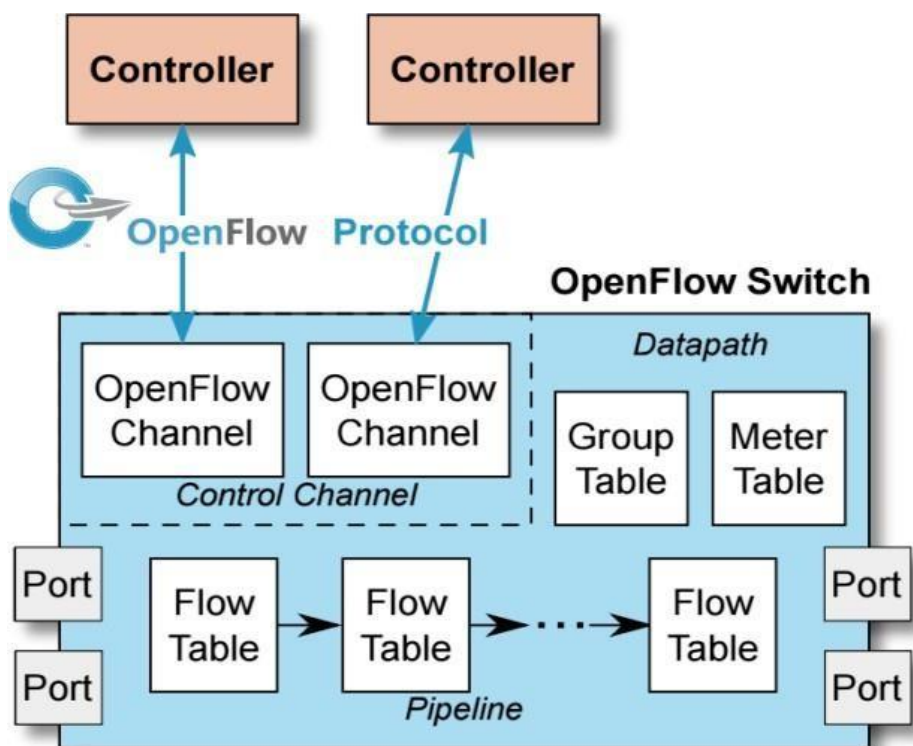 Controller
Controller
OpenFlow Protocol
OpenFlow Switch
OpenFlow
Channel
OpenFlow
Channel
Control Channel
Datapath
Group
Table
Meter
Table
Port
Port
Flow
Table
Flow
Table
...
Flow
Table
Pipeline
Port
Port